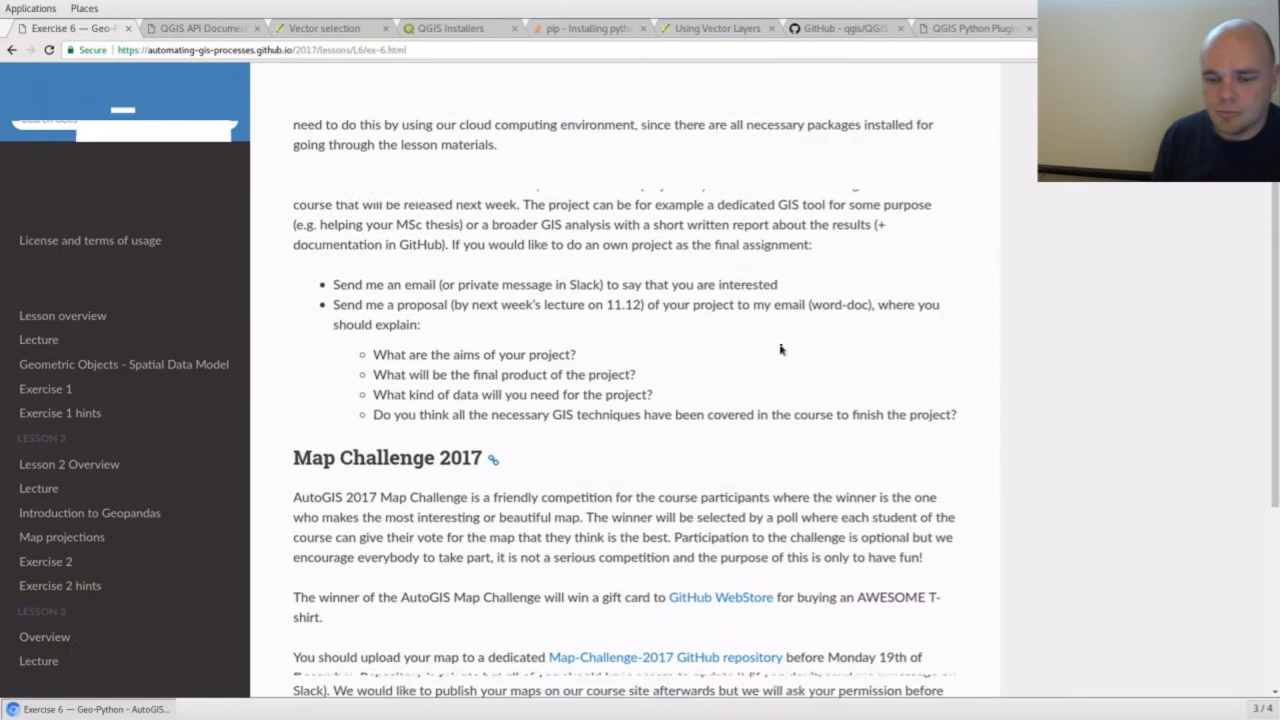 Applications Places
Exercise 6 — Geo-P
QGIS API Documen
Vector selection
QGIS Installers
pip - Installing pyth
Using Vector Layers
GitHub - qgis/QGIS
QGIS Python Plugi
Secure https://automating-gis-processes.github.io/2017/lessons/L6/ex-6.html
License and terms of usage
Lesson overview
Lecture
Geometric Objects - Spatial Data Model
Exercise 1
Exercise 1 hints
LESSON 2
Lesson 2 Overview
Lecture
Introduction to Geopandas
Map projections
Exercise 2
Exercise 2 hints
LESSON 3
Overview
Lecture
need to do this by using our cloud computing environment, since there are all necessary packages installed for
going through the lesson materials.
course that will be released next week. The project can be for example a dedicated GIS tool for some purpose
(e.g. helping your MSc thesis) or a broader GIS analysis with a short written report about the results (+
documentation in GitHub). If you would like to do an own project as the final assignment:
Send me an email (or private message in Slack) to say that you are interested
Send me a proposal (by next week's lecture on 11.12) of your project to my email (word-doc), where you
should explain:
What are the aims of your project?
What will be the final product of the project?
What kind of data will you need for the project?
Do you think all the necessary GIS techniques have been covered in the course to finish the project?
Map Challenge 2017
AutoGIS 2017 Map Challenge is a friendly competition for the course participants where the winner is the one
who makes the most interesting or beautiful map. The winner will be selected by a poll where each student of the
course can give their vote for the map that they think is the best. Participation to the challenge is optional but we
encourage everybody to take part, it is not a serious competition and the purpose of this is only to have fun!
The winner of the AutoGIS Map Challenge will win a gift card to GitHub WebStore for buying an AWESOME T-
shirt.
You should upload your map to a dedicated Map-Challenge-2017 GitHub repository before Monday 19th of
Slack). We would like to publish your maps on our course site afterwards but we will ask your permission before
Exercise 6 — Geo-Python - AutoGIS...
3 / 4